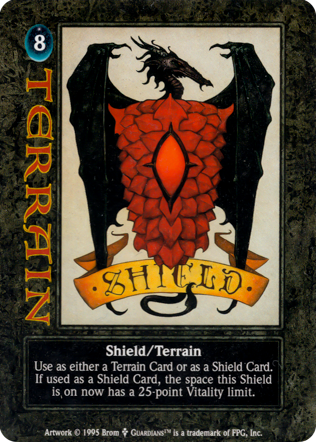 8
TERRAIN
SHIELD
Shield/Terrain
Use as either a Terrain Card or as a Shield Card.
If used as a Shield Card, the space this Shield
is on now has a 25-point Vitality limit.
Artwork © 1995 Brom GUARDIANS™ is a trademark of FPG, Inc.